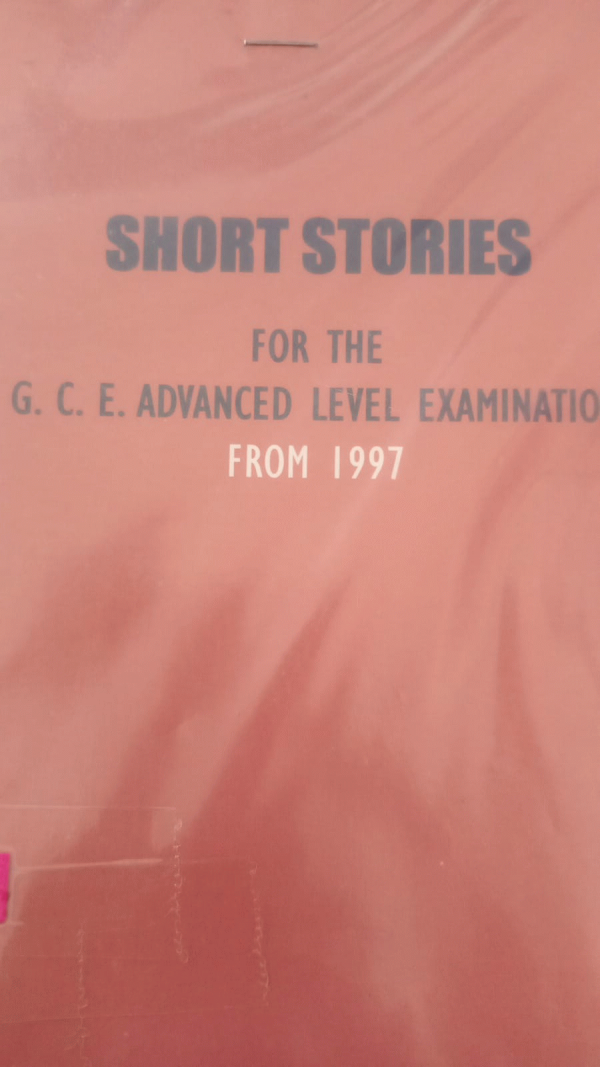 SHORT STORIES
FOR THE
G. C. E. ADVANCED LEVEL EXAMINATIO
FROM 1997